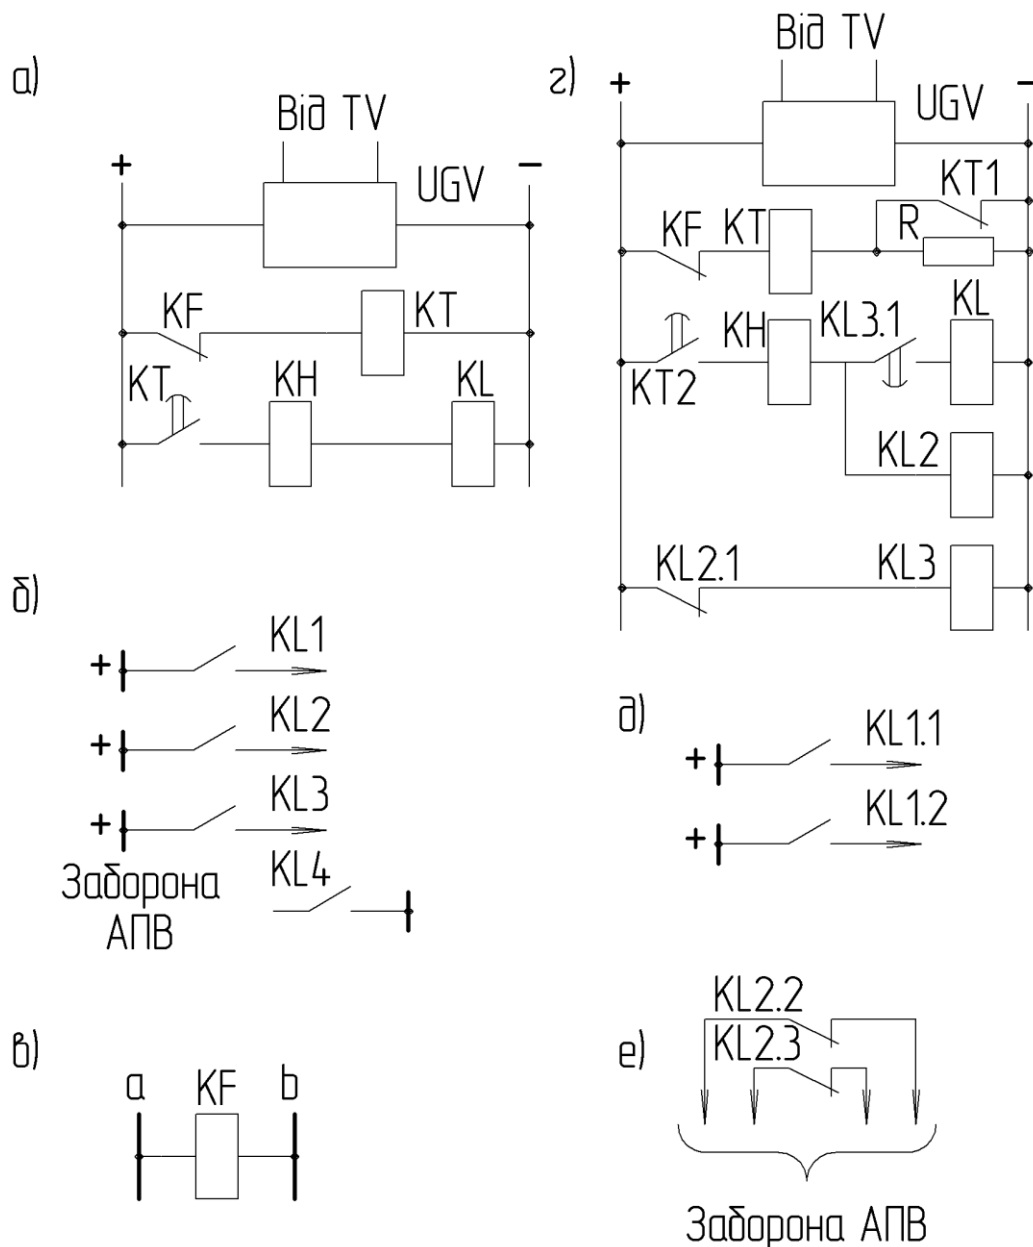 а)
Від TV
+
−
UGV
KF
KT
KT
KH
KL
б)
+
KL1
+
KL2
+
KL3
Заборона
АПВ
KL4
в)
a
KF
b
г)
Від TV
+
−
UGV
KT1
KF
KT
R
KH
KL3.1
KL
KT2
KL2
KL2.1
KL3
д)
+
KL1.1
+
KL1.2
е)
KL2.2
KL2.3
Заборона АПВ